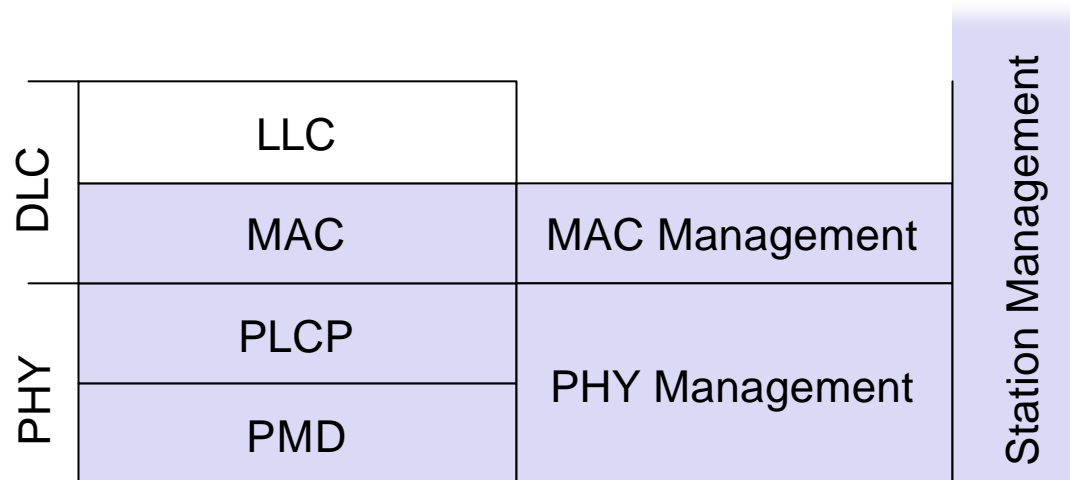 DLC
LLC
MAC
MAC Management
PHY
PLCP
PMD
PHY Management
Station Management